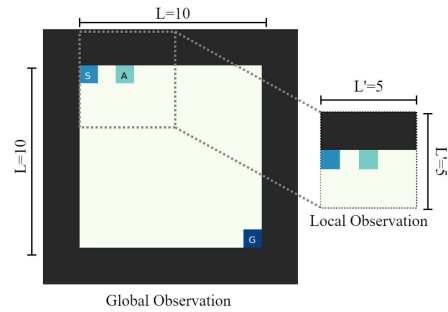 L=10
S
A
L'=5
L=10
L'=5
Local Observation
G
Global Observation